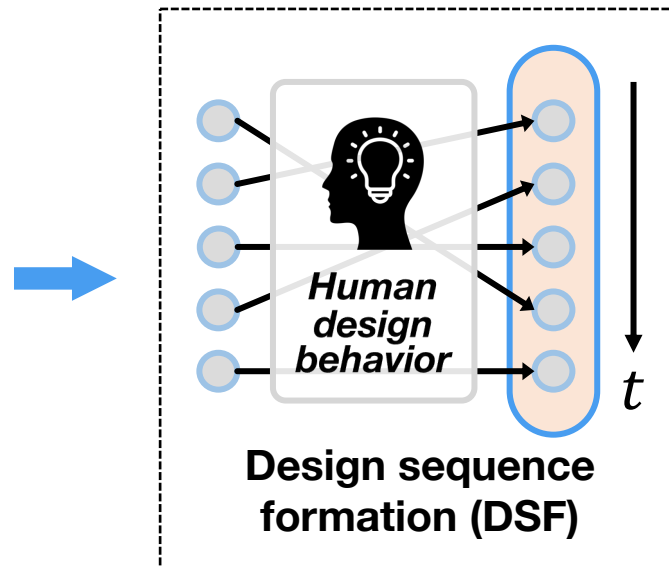 Human
design
behavior
t
Design sequence
formation (DSF)